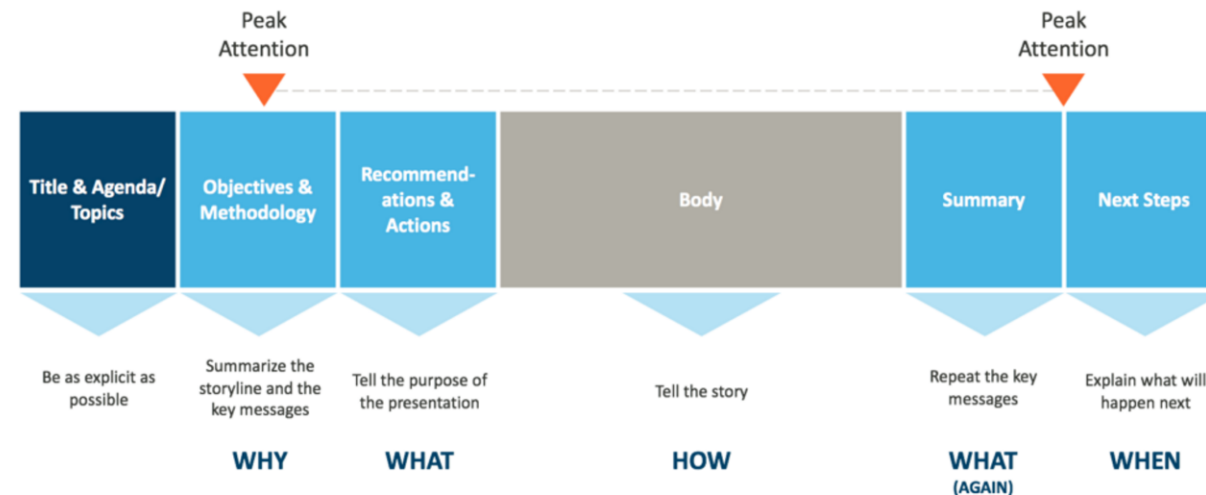 Peak
Attention
Peak
Attention
Title & Agenda/
Topics
Objectives &
Methodology
Recommend-
ations &
Actions
Body
Summary
Next Steps
Be as explicit as
possible
Summarize the
storyline and the
key messages
Tell the purpose of
the presentation
Tell the story
Repeat the key
messages
Explain what will
happen next
WHY
WHAT
HOW
WHAT
(AGAIN)
WHEN